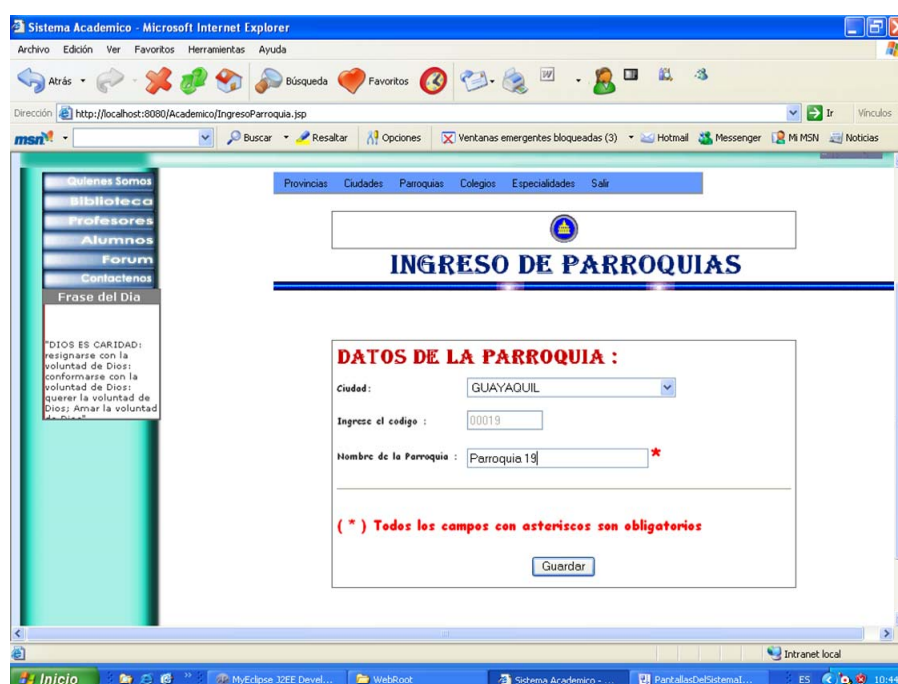 Sistema Academico - Microsoft Internet Explorer
Archivo Edición Ver Favoritos Herramientas Ayuda
Atrás Búsqueda Favoritos
Dirección http://localhost:8080/Academico/IngresoParroquia.jsp Ir Vínculos
msn Buscar Resaltar Opciones Ventanas emergentes bloqueadas (3) Hotmail Messenger Mi MSN Noticias
Quienes Somos
Biblioteca
Profesores
Alumnos
Forum
Contactenos
Frase del Dia
"DIOS ES CARIDAD:
resignarse con la
voluntad de Dios:
conformarse con la
voluntad de Dios:
querer la voluntad de
Dios; Amar la voluntad
de Dios"
Provincias Ciudades Parroquias Colegios Especialidades Salir
INGRESO DE PARROQUIAS
DATOS DE LA PARROQUIA :
Ciudad: GUAYAQUIL
Ingrese el codigo : 00019
Nombre de la Parroquia : Parroquia 19 *
( * ) Todos los campos con asteriscos son obligatorios
Guardar
Intranet local
Inicio MyEclipse J2EE Devel... WebRoot Sistema Academico - ... PantallasDelSistemaI... ES 10:44